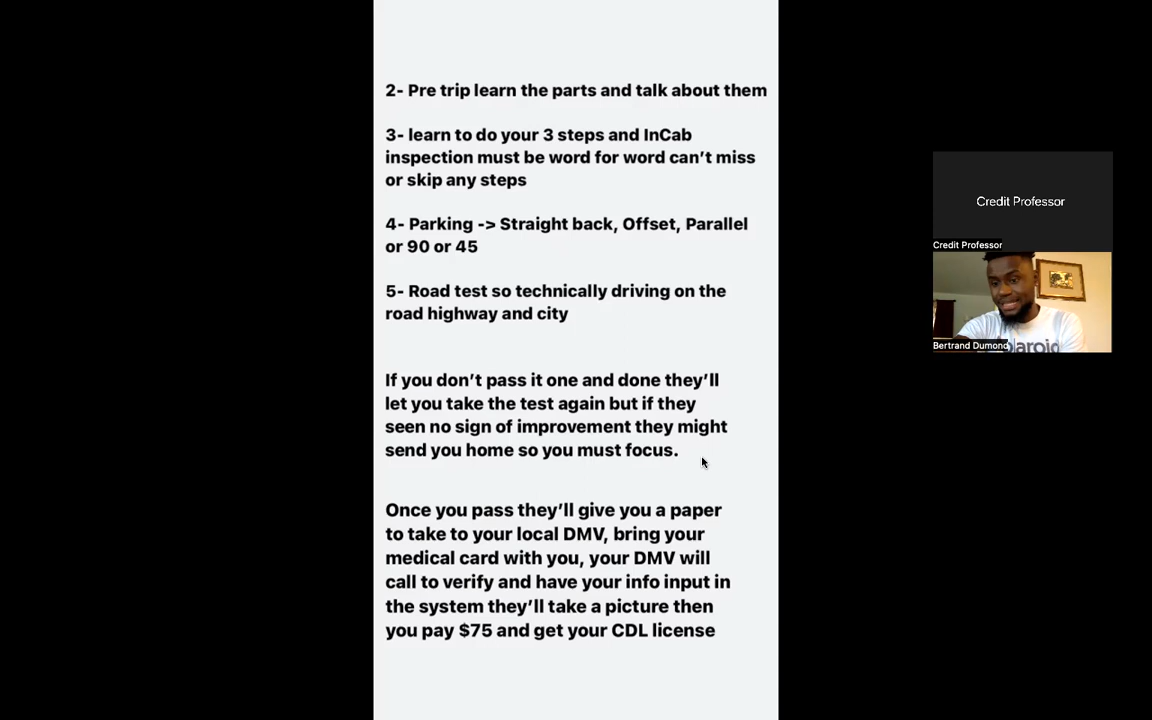 2- Pre trip learn the parts and talk about them
3- learn to do your 3 steps and InCab
inspection must be word for word can’t miss
or skip any steps
4- Parking -> Straight back, Offset, Parallel
or 90 or 45
5- Road test so technically driving on the
road highway and city
If you don’t pass it one and done they’ll
let you take the test again but if they
seen no sign of improvement they might
send you home so you must focus.
Once you pass they’ll give you a paper
to take to your local DMV, bring your
medical card with you, your DMV will
call to verify and have your info input in
the system they’ll take a picture then
you pay $75 and get your CDL license
Credit Professor
Credit Professor
Bertrand Dumond